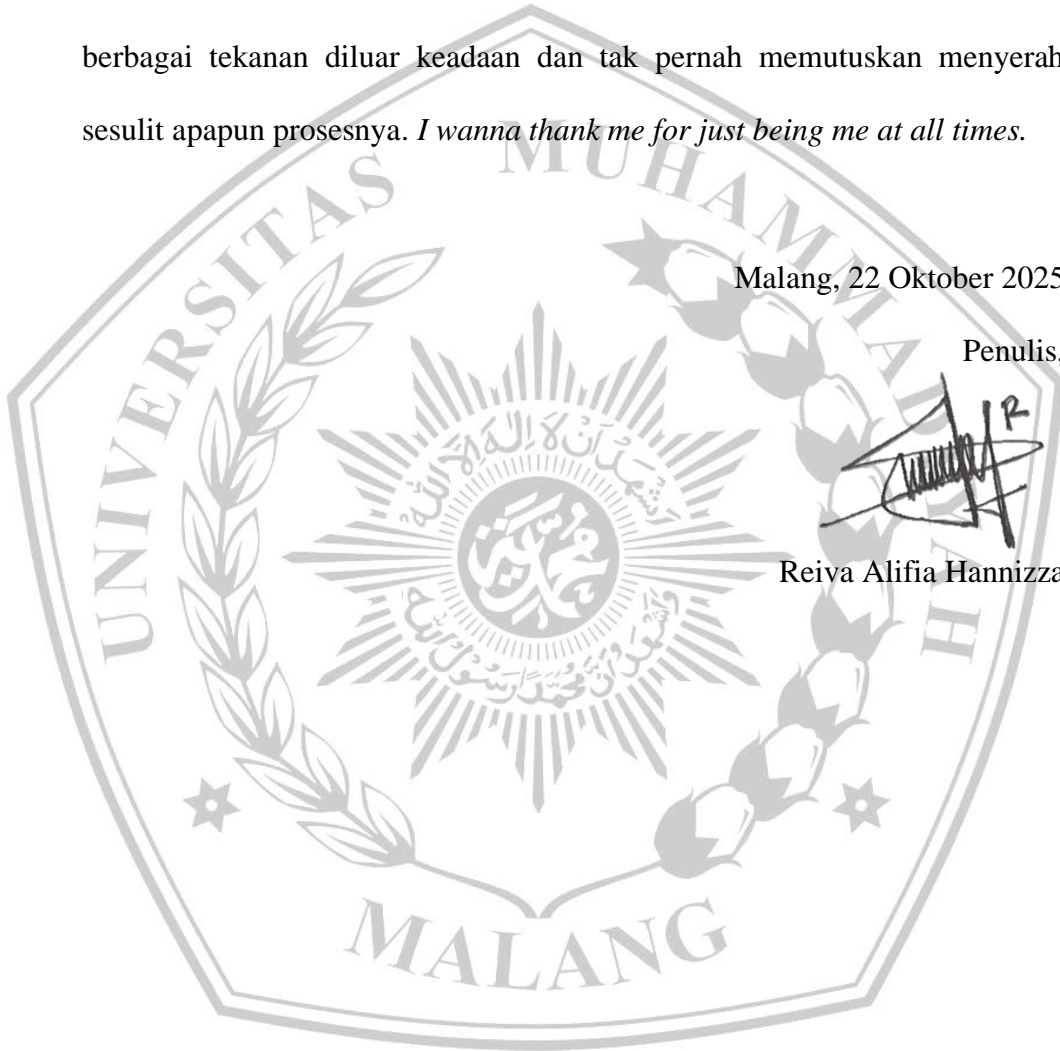 berbagai tekanan diluar keadaan dan tak pernah memutuskan menyerah
sesulit apapun prosesnya. I wanna thank me for just being me at all times.
UNIVERSITAS MUHAMMADIYAH
Malang, 22 Oktober 2025
Penulis,
Reiva Alifia Hannizza
MALANG